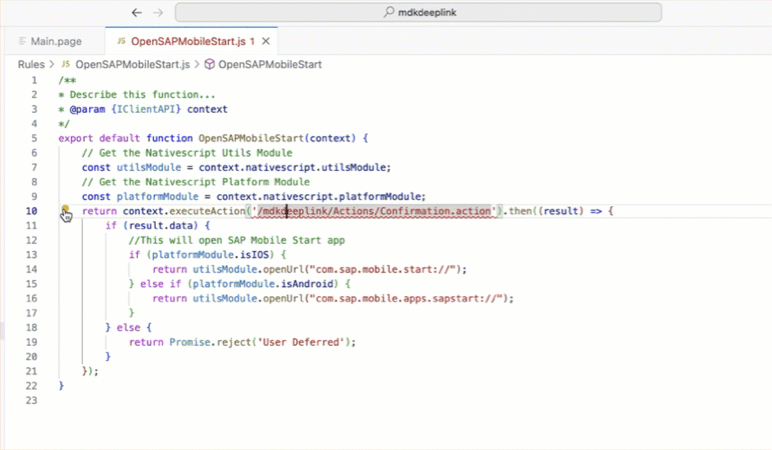 mdkdeeplink
Main.page
JS OpenSAPMobileStart.js 1
Rules > JS OpenSAPMobileStart.js > OpenSAPMobileStart
1 /**
2 * Describe this function...
3 * @param {IClientAPI} context
4 */
5 export default function OpenSAPMobileStart(context) {
6 // Get the Nativescript Utils Module
7 const utilsModule = context.nativescript.utilsModule;
8 // Get the Nativescript Platform Module
9 const platformModule = context.nativescript.platformModule;
10 return context.executeAction('/mdkdeeplink/Actions/Confirmation.action').then((result) => {
11 if (result.data) {
12 //This will open SAP Mobile Start app
13 if (platformModule.isIOS) {
14 return utilsModule.openUrl("com.sap.mobile.start://");
15 } else if (platformModule.isAndroid) {
16 return utilsModule.openUrl("com.sap.mobile.apps.sapstart://");
17 }
18 } else {
19 return Promise.reject('User Deferred');
20 }
21 });
22 }
23